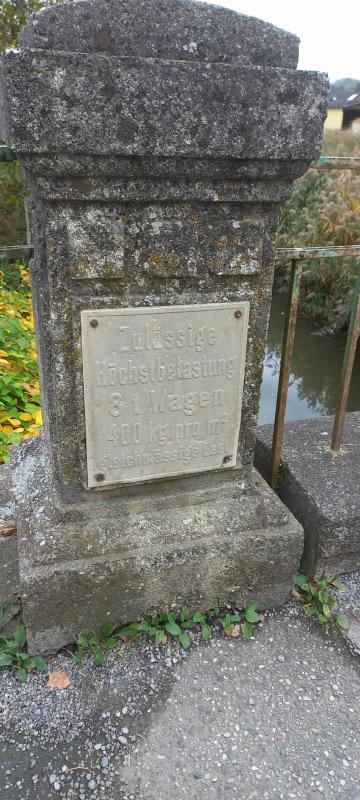 Zulässige
Höchstbelastung
8 t Wagen
400 kg. pro m²
gleichmässige Last